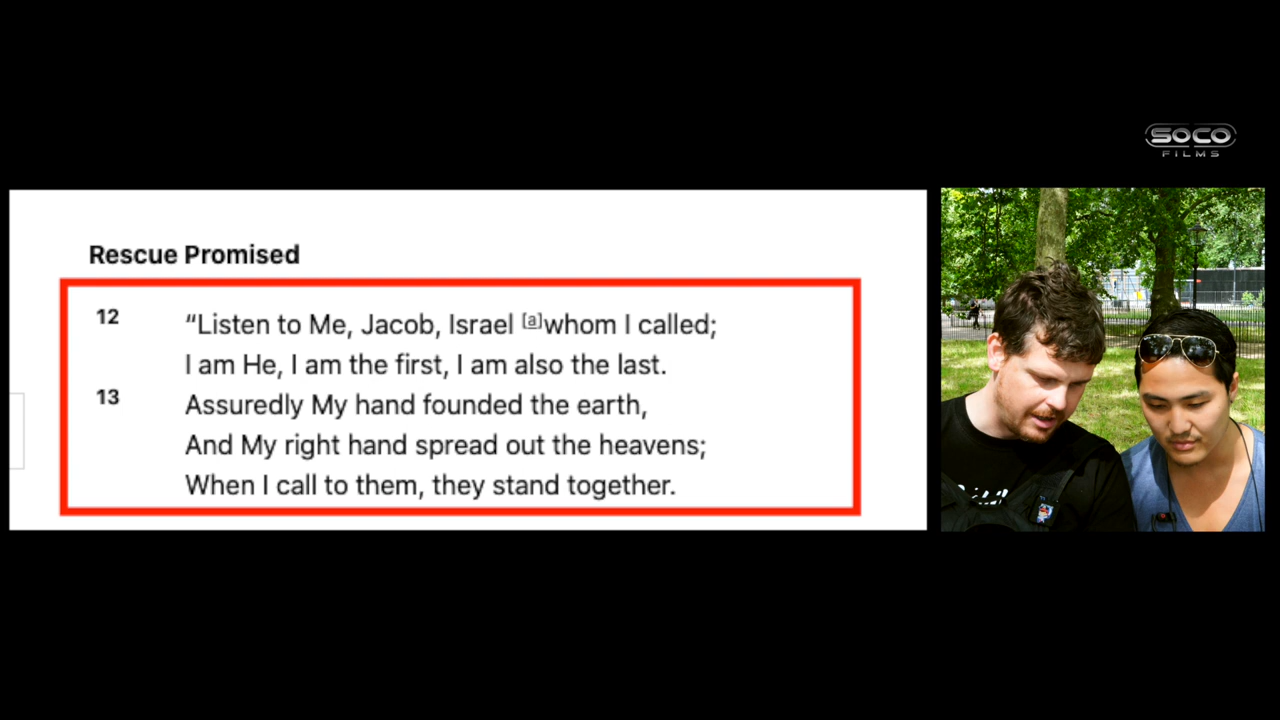 SOCO
FILMS
Rescue Promised
12 “Listen to Me, Jacob, Israel [a]whom I called;
I am He, I am the first, I am also the last.
13 Assuredly My hand founded the earth,
And My right hand spread out the heavens;
When I call to them, they stand together.